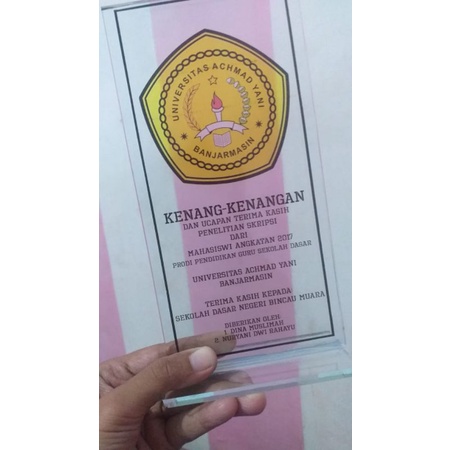 UNIVERSITAS ACHMAD YANI
BANJARMASIN
KENANG-KENANGAN
DAN UCAPAN TERIMA KASIH
PENELITIAN SKRIPSI
DARI
MAHASISWI ANGKATAN 2017
PRODI PENDIDIKAN GURU SEKOLAH DASAR
UNIVERSITAS ACHMAD YANI
BANJARMASIN
TERIMA KASIH KEPADA:
SEKOLAH DASAR NEGERI BINCAU MUARA
DIBERIKAN OLEH:
1. DINA MUSLIMAH
2. NURYANI DWI RAHAYU